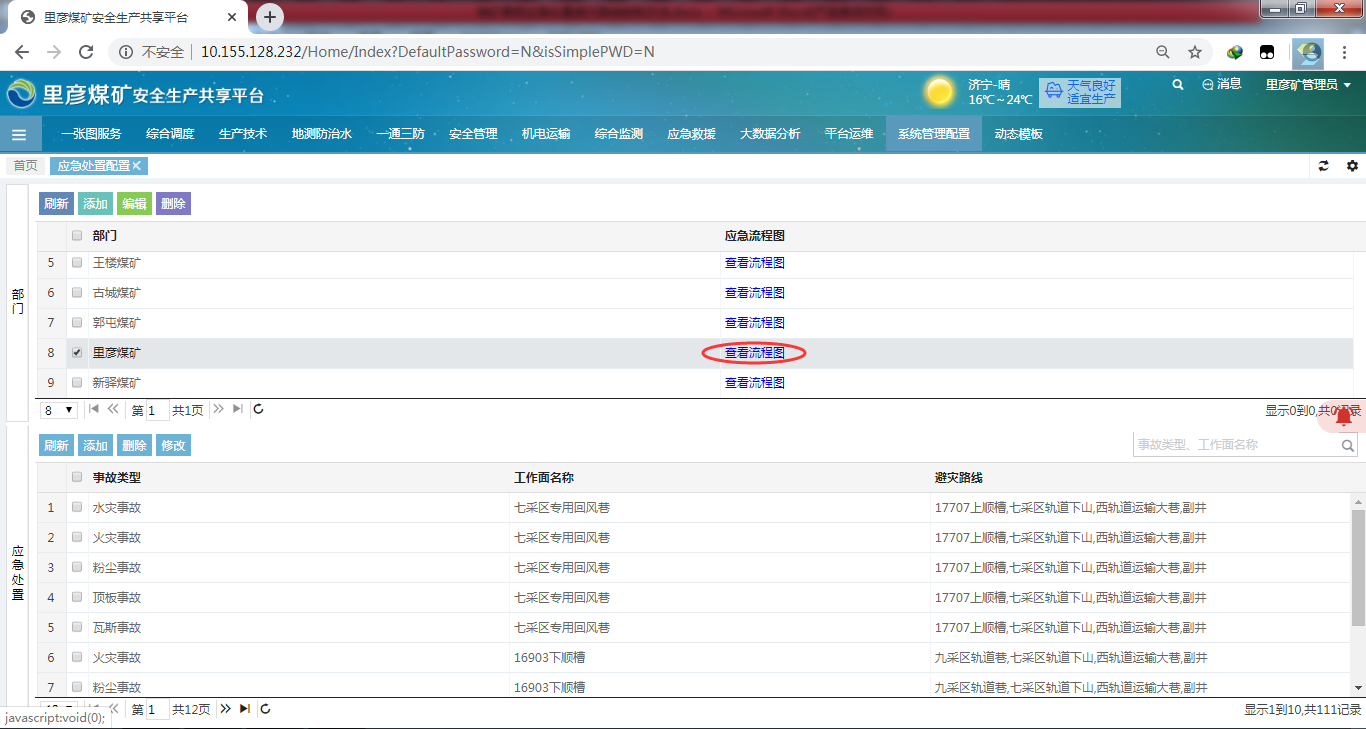 里彦煤矿安全生产共享平台
不安全 10.155.128.232/Home/Index?DefaultPassword=N&isSimplePWD=N
里彦煤矿安全生产共享平台
济宁-晴
16℃～24℃
天气良好
适宜生产
消息
里彦矿管理员
一张图服务 综合调度 生产技术 地测防治水 一通三防 安全管理 机电运输 综合监测 应急救援 大数据分析 平台运维 系统管理配置 动态模板
首页 应急处置配置
部门
刷新 添加 编辑 删除
部门 应急流程图
5 王楼煤矿 查看流程图
6 古城煤矿 查看流程图
7 郭屯煤矿 查看流程图
8 里彦煤矿 查看流程图
9 新驿煤矿 查看流程图
8 第 1 共1页 显示0到0,共0记录
应急处置
刷新 添加 删除 修改 事故类型、工作面名称
事故类型 工作面名称 避灾路线
1 水灾事故 七采区专用回风巷 17707上顺槽,七采区轨道下山,西轨道运输大巷,副井
2 火灾事故 七采区专用回风巷 17707上顺槽,七采区轨道下山,西轨道运输大巷,副井
3 粉尘事故 七采区专用回风巷 17707上顺槽,七采区轨道下山,西轨道运输大巷,副井
4 顶板事故 七采区专用回风巷 17707上顺槽,七采区轨道下山,西轨道运输大巷,副井
5 瓦斯事故 七采区专用回风巷 17707上顺槽,七采区轨道下山,西轨道运输大巷,副井
6 火灾事故 16903下顺槽 九采区轨道巷,七采区轨道下山,西轨道运输大巷,副井
7 粉尘事故 16903下顺槽 九采区轨道巷,七采区轨道下山,西轨道运输大巷,副井
第 1 共12页 显示1到10,共111记录
javascript:void(0);